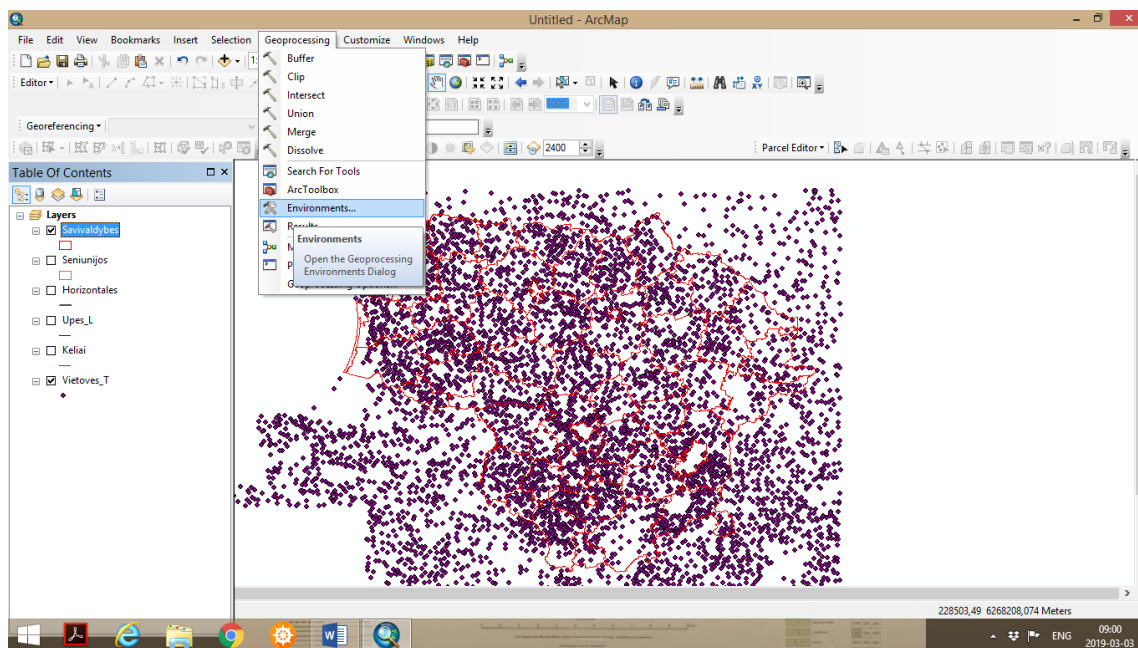 Untitled - ArcMap
File Edit View Bookmarks Insert Selection Geoprocessing Customize Windows Help
Buffer
Clip
Intersect
Union
Merge
Dissolve
Search For Tools
ArcToolbox
Environments...
Results
Environments
Open the Geoprocessing
Environments Dialog
Editor
100%
Georeferencing
2400
Parcel Editor
Table Of Contents
Layers
Savivaldybes
Seniunijos
Horizontales
Upes_L
Keliai
Vietoves_T
228503,49 6268208,074 Meters
ENG
09:00
2019-03-03